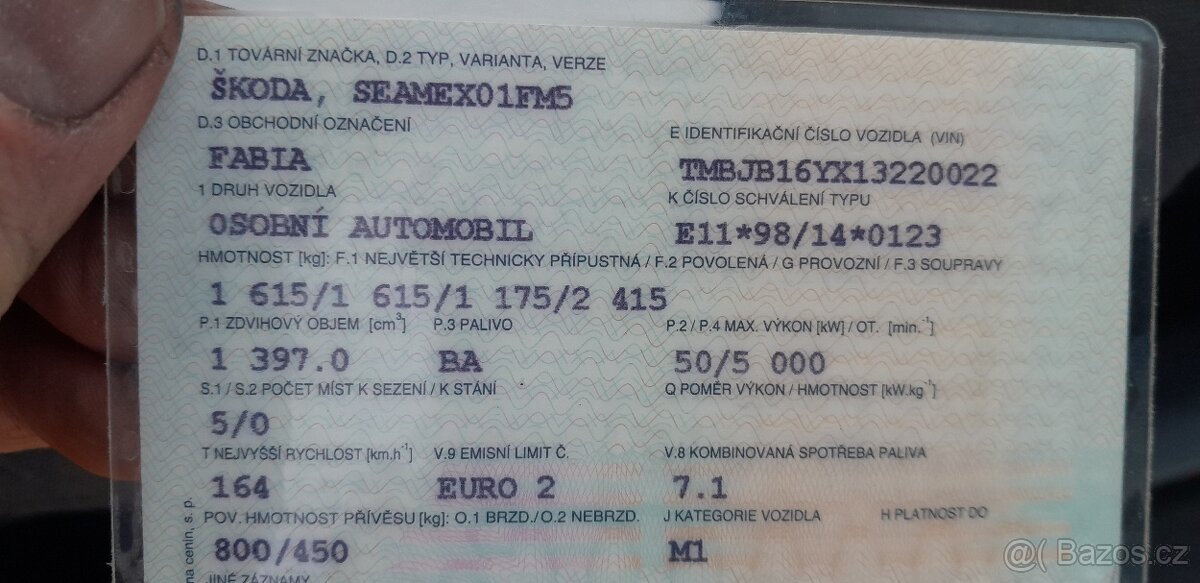 D.1 TOVÁRNÍ ZNAČKA, D.2 TYP, VARIANTA, VERZE
ŠKODA, SEAMEX01FM5
D.3 OBCHODNÍ OZNAČENÍ E IDENTIFIKAČNÍ ČÍSLO VOZIDLA (VIN)
FABIA TMBJB16YX13220022
1 DRUH VOZIDLA K ČÍSLO SCHVÁLENÍ TYPU
OSOBNÍ AUTOMOBIL E11*98/14*0123
HMOTNOST [kg]: F.1 NEJVĚTŠÍ TECHNICKY PŘÍPUSTNÁ / F.2 POVOLENÁ / G PROVOZNÍ / F.3 SOUPRAVY
1 615/1 615/1 175/2 415
P.1 ZDVIHOVÝ OBJEM [cm³] P.3 PALIVO P.2 / P.4 MAX. VÝKON [kW] / OT. [min.⁻¹]
1 397.0 BA 50/5 000
S.1 / S.2 POČET MÍST K SEZENÍ / K STÁNÍ Q POMĚR VÝKON / HMOTNOST [kW.kg⁻¹]
5/0
T NEJVYŠŠÍ RYCHLOST [km.h⁻¹] V.9 EMISNÍ LIMIT Č. V.8 KOMBINOVANÁ SPOTŘEBA PALIVA
164 EURO 2 7.1
POV. HMOTNOST PŘÍVĚSU [kg]: O.1 BRZD./O.2 NEBRZD. J KATEGORIE VOZIDLA H PLATNOST DO
800/450 M1
JINÉ ZÁZNAMY
na cenin, s. p.
@( Bazos.cz